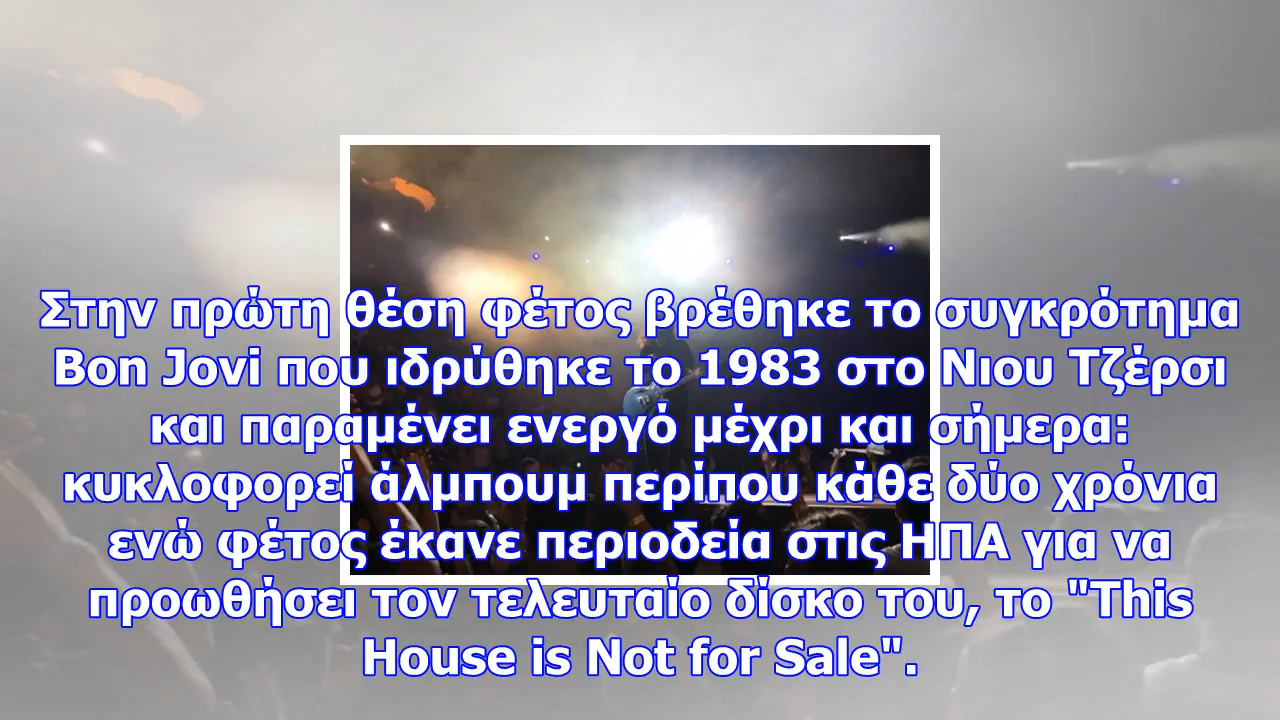 Στην πρώτη θέση φέτος βρέθηκε το συγκρότημα
Bon Jovi που ιδρύθηκε το 1983 στο Νιου Τζέρσι
και παραμένει ενεργό μέχρι και σήμερα:
κυκλοφορεί άλμπουμ περίπου κάθε δύο χρόνια
ενώ φέτος έκανε περιοδεία στις ΗΠΑ για να
προωθήσει τον τελευταίο δίσκο του, το "This
House is Not for Sale".